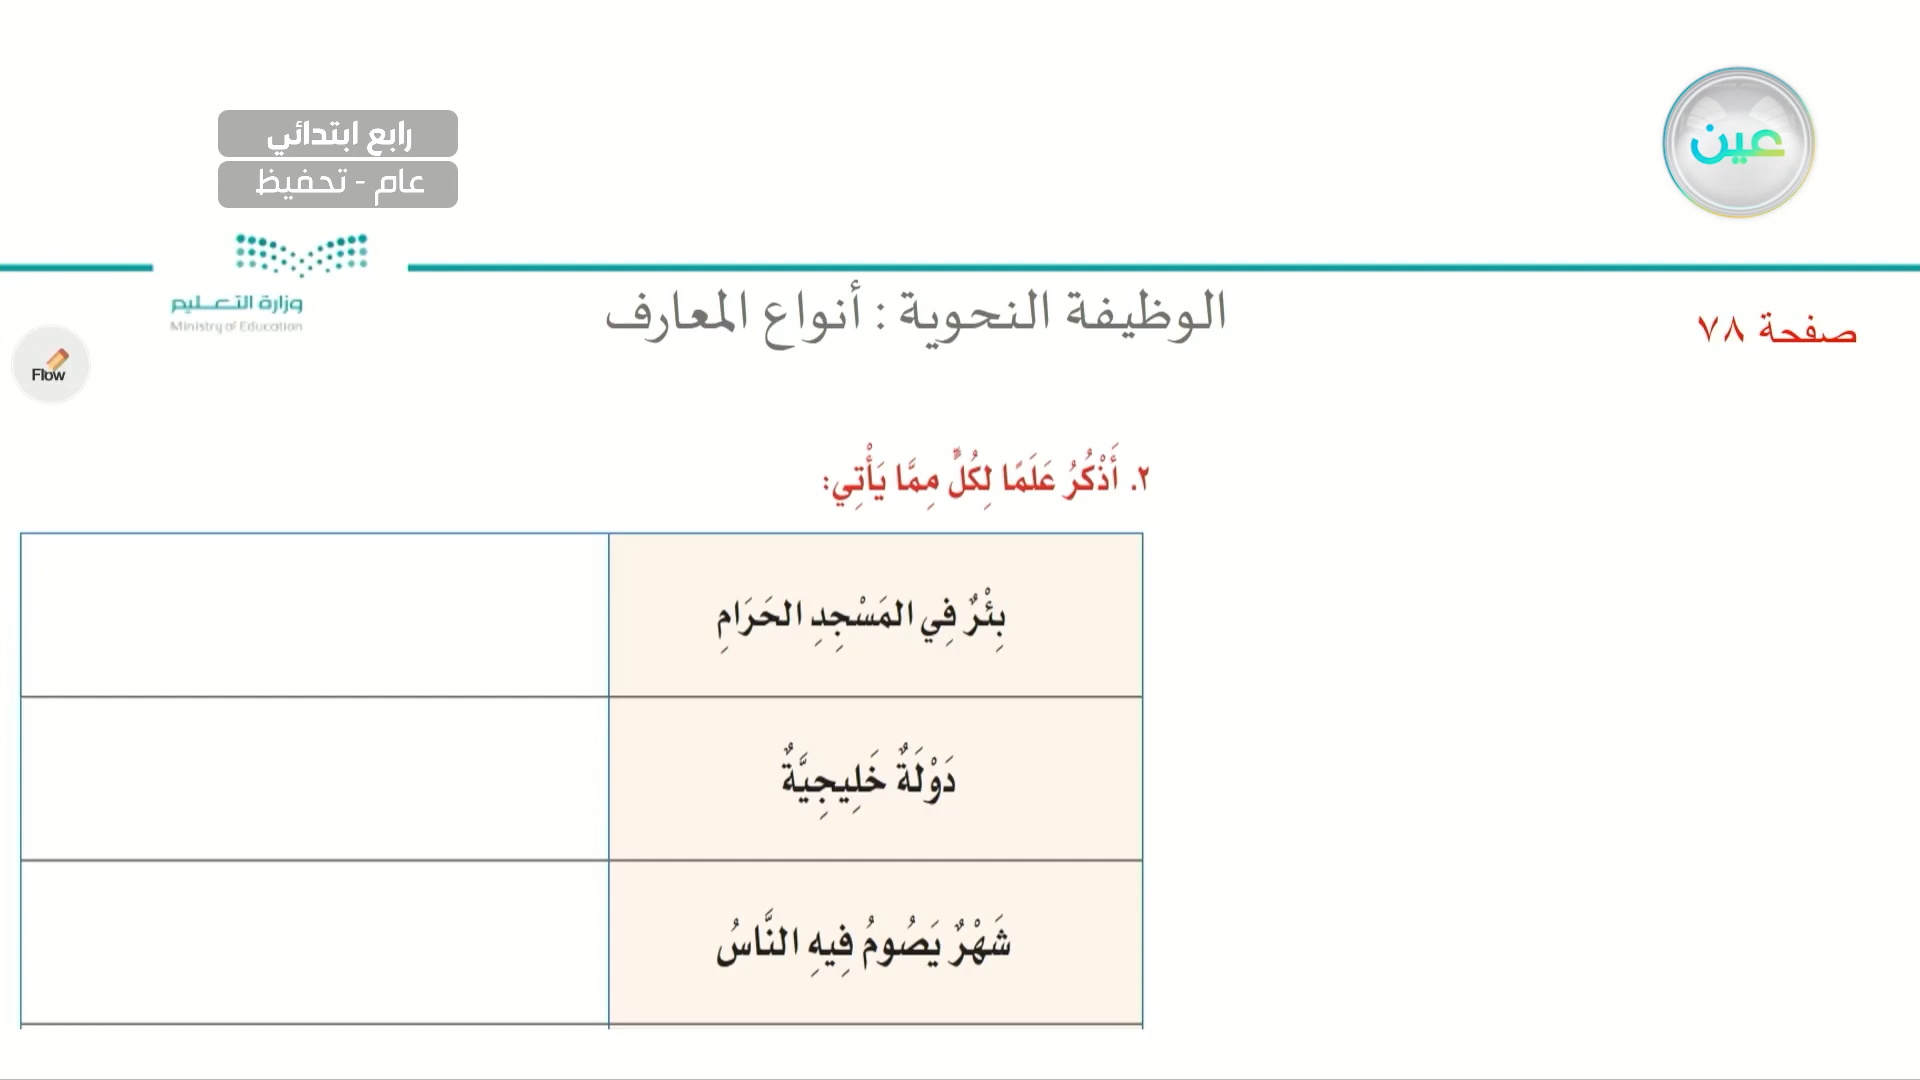 عين
رابع ابتدائي
عام - تحفيظ
وزارة التعليم
Ministry of Education
الوظيفة النحوية : أنواع المعارف
صفحة ٧٨
Flow
٢. أَذْكُرُ عَلَمًا لِكُلٍّ مِمَّا يَأْتِي:
بِئْرٌ فِي المَسْجِدِ الحَرَامِ
دَوْلَةٌ خَلِيجِيَّةٌ
شَهْرٌ يَصُومُ فِيهِ النَّاسُ